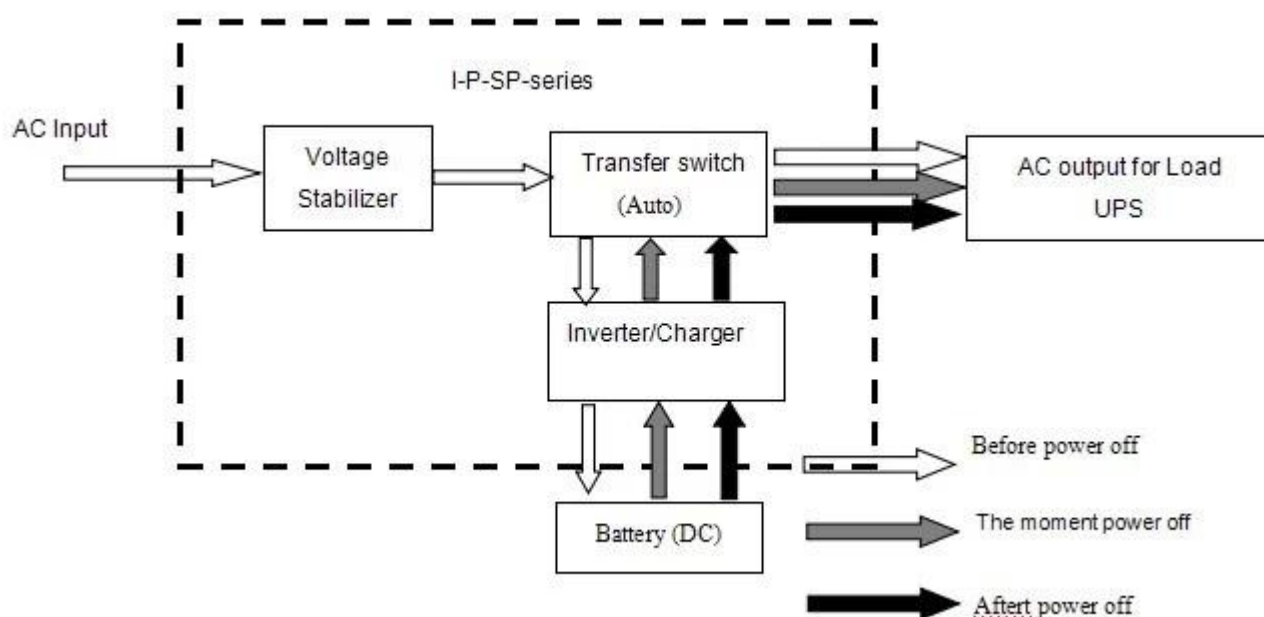 I-P-SP-series
AC Input
Voltage
Stabilizer
Transfer switch
(Auto)
AC output for Load
UPS
Inverter/Charger
Battery (DC)
Before power off
The moment power off
Aftert power off